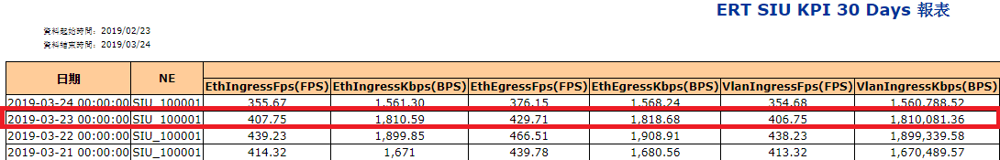 ERT SIU KPI 30 Days 報表
資料起始時間: 2019/02/23
資料結束時間: 2019/03/24
日期 NE
EthIngressFps(FPS) EthIngressKbps(BPS) EthEgressFps(FPS) EthEgressKbps(BPS) VlanIngressFps(FPS) VlanIngressKbps(BPS)
2019-03-24 00:00:00 SIU_100001 355.67 1,561.30 376.15 1,568.24 354.68 1,560,788.52
2019-03-23 00:00:00 SIU_100001 407.75 1,810.59 429.71 1,818.68 406.75 1,810,081.36
2019-03-22 00:00:00 SIU_100001 439.23 1,899.85 466.51 1,908.91 438.23 1,899,339.58
2019-03-21 00:00:00 SIU_100001 414.32 1,671 439.78 1,680.56 413.32 1,670,489.57